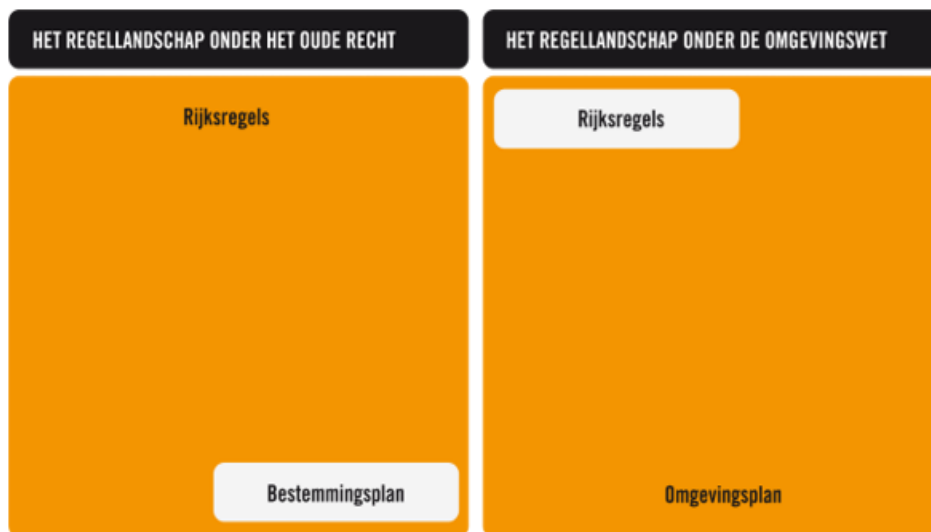 HET REGELLANDSCHAP ONDER HET OUDE RECHT
Rijksregels
Bestemmingsplan
HET REGELLANDSCHAP ONDER DE OMGEVINGSWET
Rijksregels
Omgevingsplan